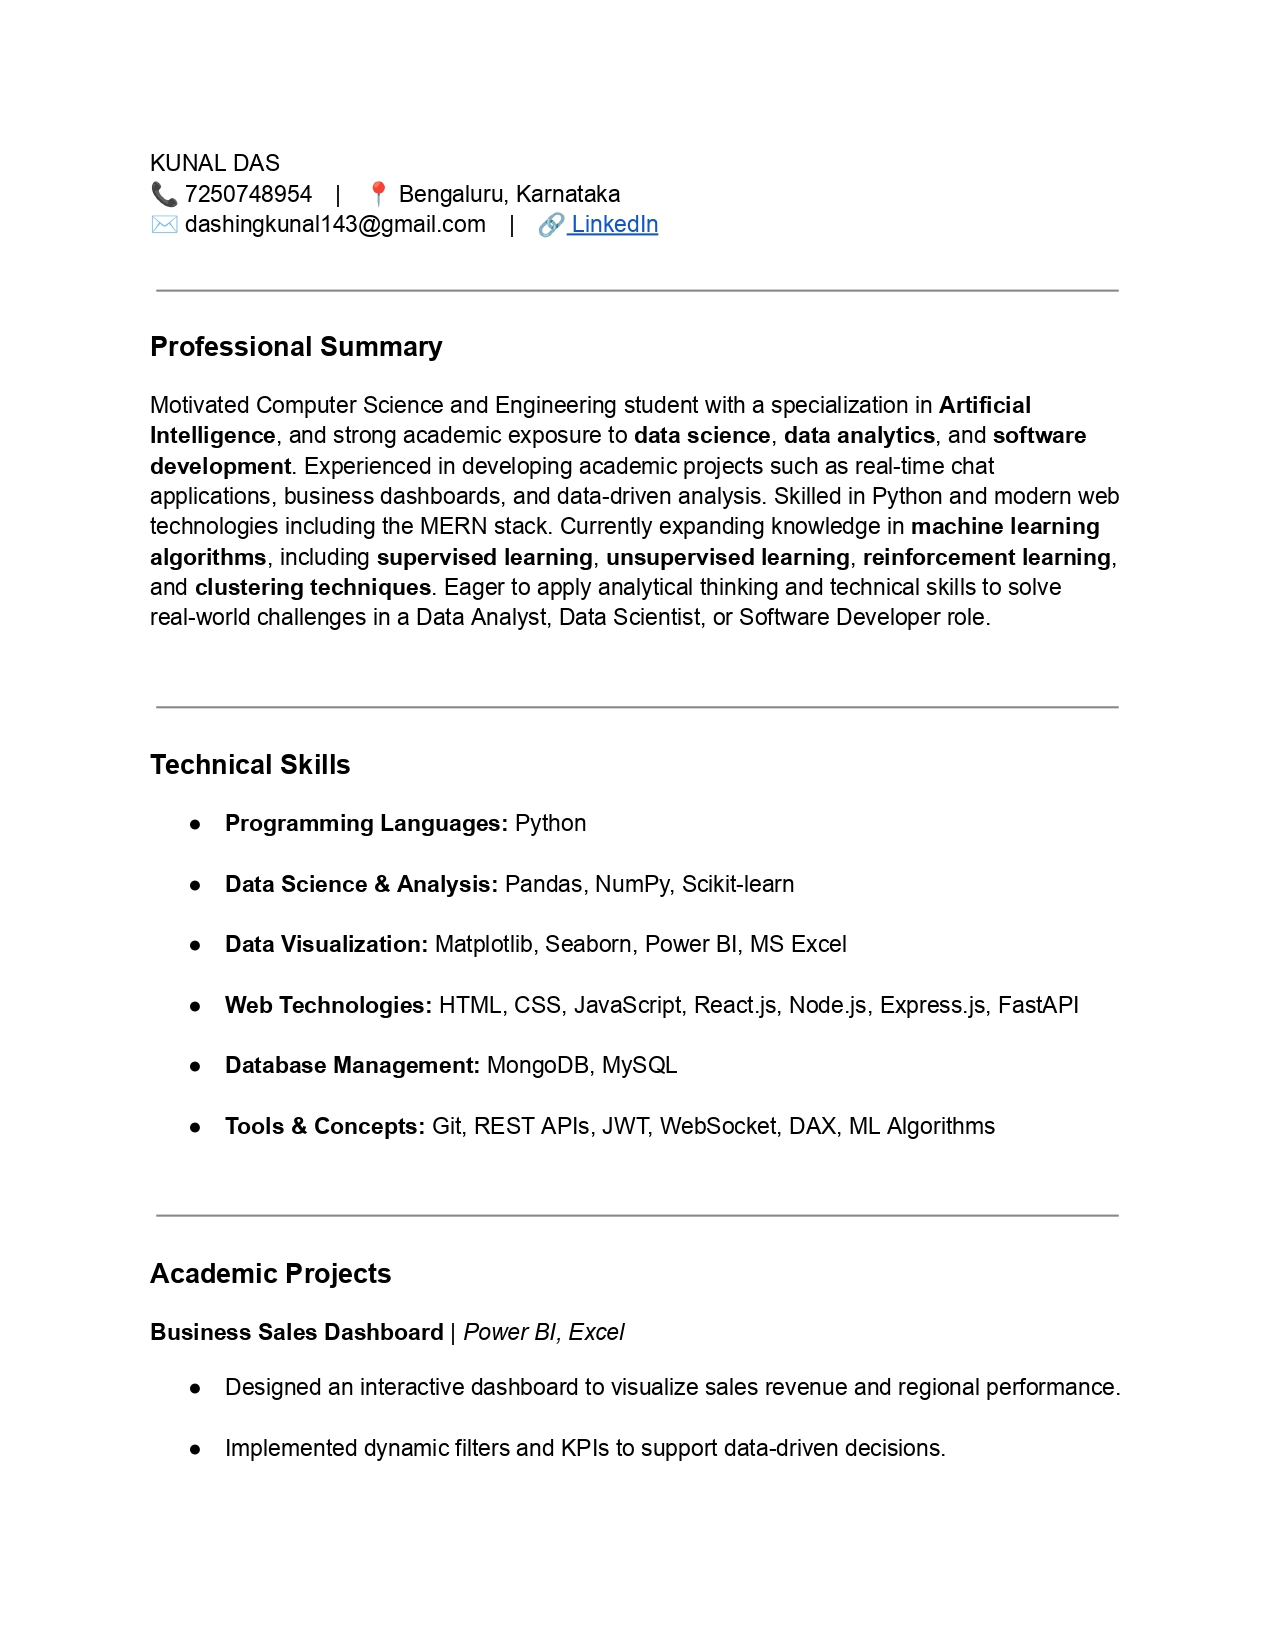 KUNAL DAS
📞 7250748954 | 📍 Bengaluru, Karnataka
✉️ dashingkunal143@gmail.com | 🔗 LinkedIn
Professional Summary
Motivated Computer Science and Engineering student with a specialization in Artificial
Intelligence, and strong academic exposure to data science, data analytics, and software
development. Experienced in developing academic projects such as real-time chat
applications, business dashboards, and data-driven analysis. Skilled in Python and modern web
technologies including the MERN stack. Currently expanding knowledge in machine learning
algorithms, including supervised learning, unsupervised learning, reinforcement learning,
and clustering techniques. Eager to apply analytical thinking and technical skills to solve
real-world challenges in a Data Analyst, Data Scientist, or Software Developer role.
Technical Skills
● Programming Languages: Python
● Data Science & Analysis: Pandas, NumPy, Scikit-learn
● Data Visualization: Matplotlib, Seaborn, Power BI, MS Excel
● Web Technologies: HTML, CSS, JavaScript, React.js, Node.js, Express.js, FastAPI
● Database Management: MongoDB, MySQL
● Tools & Concepts: Git, REST APIs, JWT, WebSocket, DAX, ML Algorithms
Academic Projects
Business Sales Dashboard | Power BI, Excel
● Designed an interactive dashboard to visualize sales revenue and regional performance.
● Implemented dynamic filters and KPIs to support data-driven decisions.